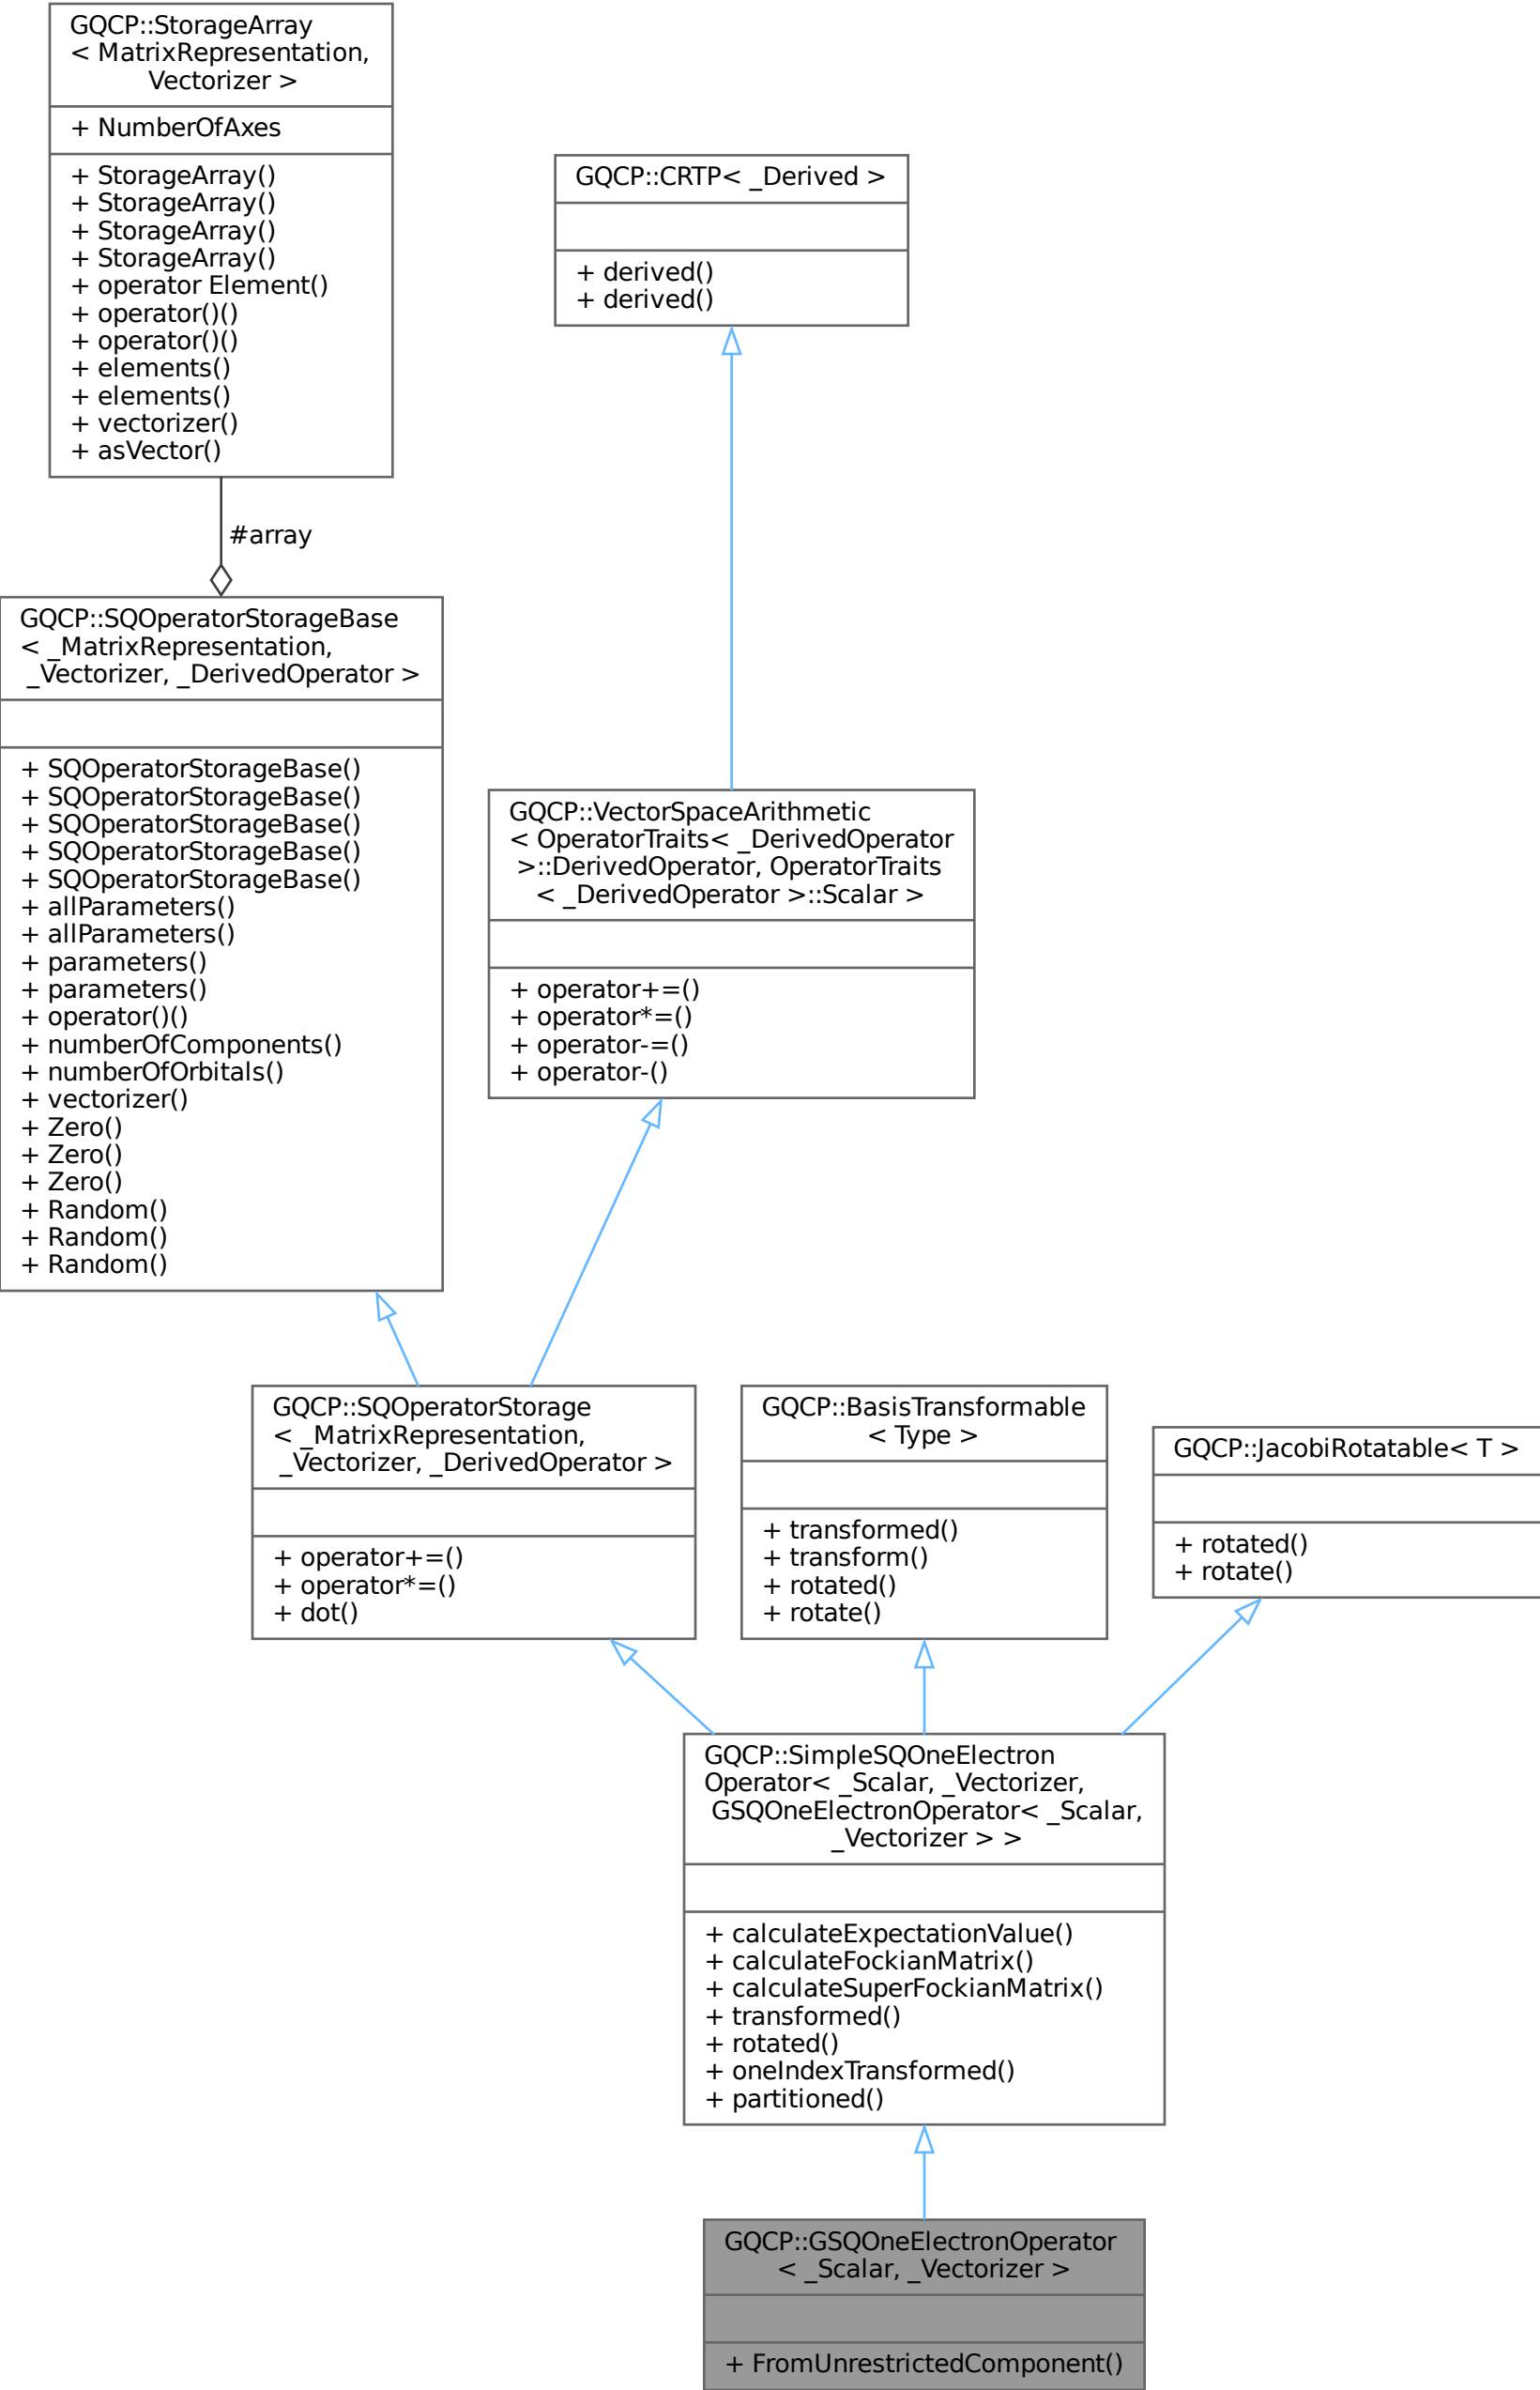 GQCP::StorageArray
< MatrixRepresentation,
Vectorizer >
+ NumberOfAxes
+ StorageArray()
+ StorageArray()
+ StorageArray()
+ StorageArray()
+ operator Element()
+ operator()()
+ operator()()
+ elements()
+ elements()
+ vectorizer()
+ asVector()
GQCP::CRTP< _Derived >
+ derived()
+ derived()
#array
GQCP::SQOperatorStorageBase
< _MatrixRepresentation,
_Vectorizer, _DerivedOperator >
+ SQOperatorStorageBase()
+ SQOperatorStorageBase()
+ SQOperatorStorageBase()
+ SQOperatorStorageBase()
+ SQOperatorStorageBase()
+ allParameters()
+ allParameters()
+ parameters()
+ parameters()
+ operator()()
+ numberOfComponents()
+ numberOfOrbitals()
+ vectorizer()
+ Zero()
+ Zero()
+ Zero()
+ Random()
+ Random()
+ Random()
GQCP::VectorSpaceArithmetic
< OperatorTraits< _DerivedOperator
>::DerivedOperator, OperatorTraits
< _DerivedOperator >::Scalar >
+ operator+=()
+ operator*=()
+ operator-=()
+ operator-()
GQCP::SQOperatorStorage
< _MatrixRepresentation,
_Vectorizer, _DerivedOperator >
+ operator+=()
+ operator*=()
+ dot()
GQCP::BasisTransformable
< Type >
+ transformed()
+ transform()
+ rotated()
+ rotate()
GQCP::JacobiRotatable< T >
+ rotated()
+ rotate()
GQCP::SimpleSQOneElectron
Operator< _Scalar, _Vectorizer,
GSQOneElectronOperator< _Scalar,
_Vectorizer > >
+ calculateExpectationValue()
+ calculateFockianMatrix()
+ calculateSuperFockianMatrix()
+ transformed()
+ rotated()
+ oneIndexTransformed()
+ partitioned()
GQCP::GSQOneElectronOperator
< _Scalar, _Vectorizer >
+ FromUnrestrictedComponent()